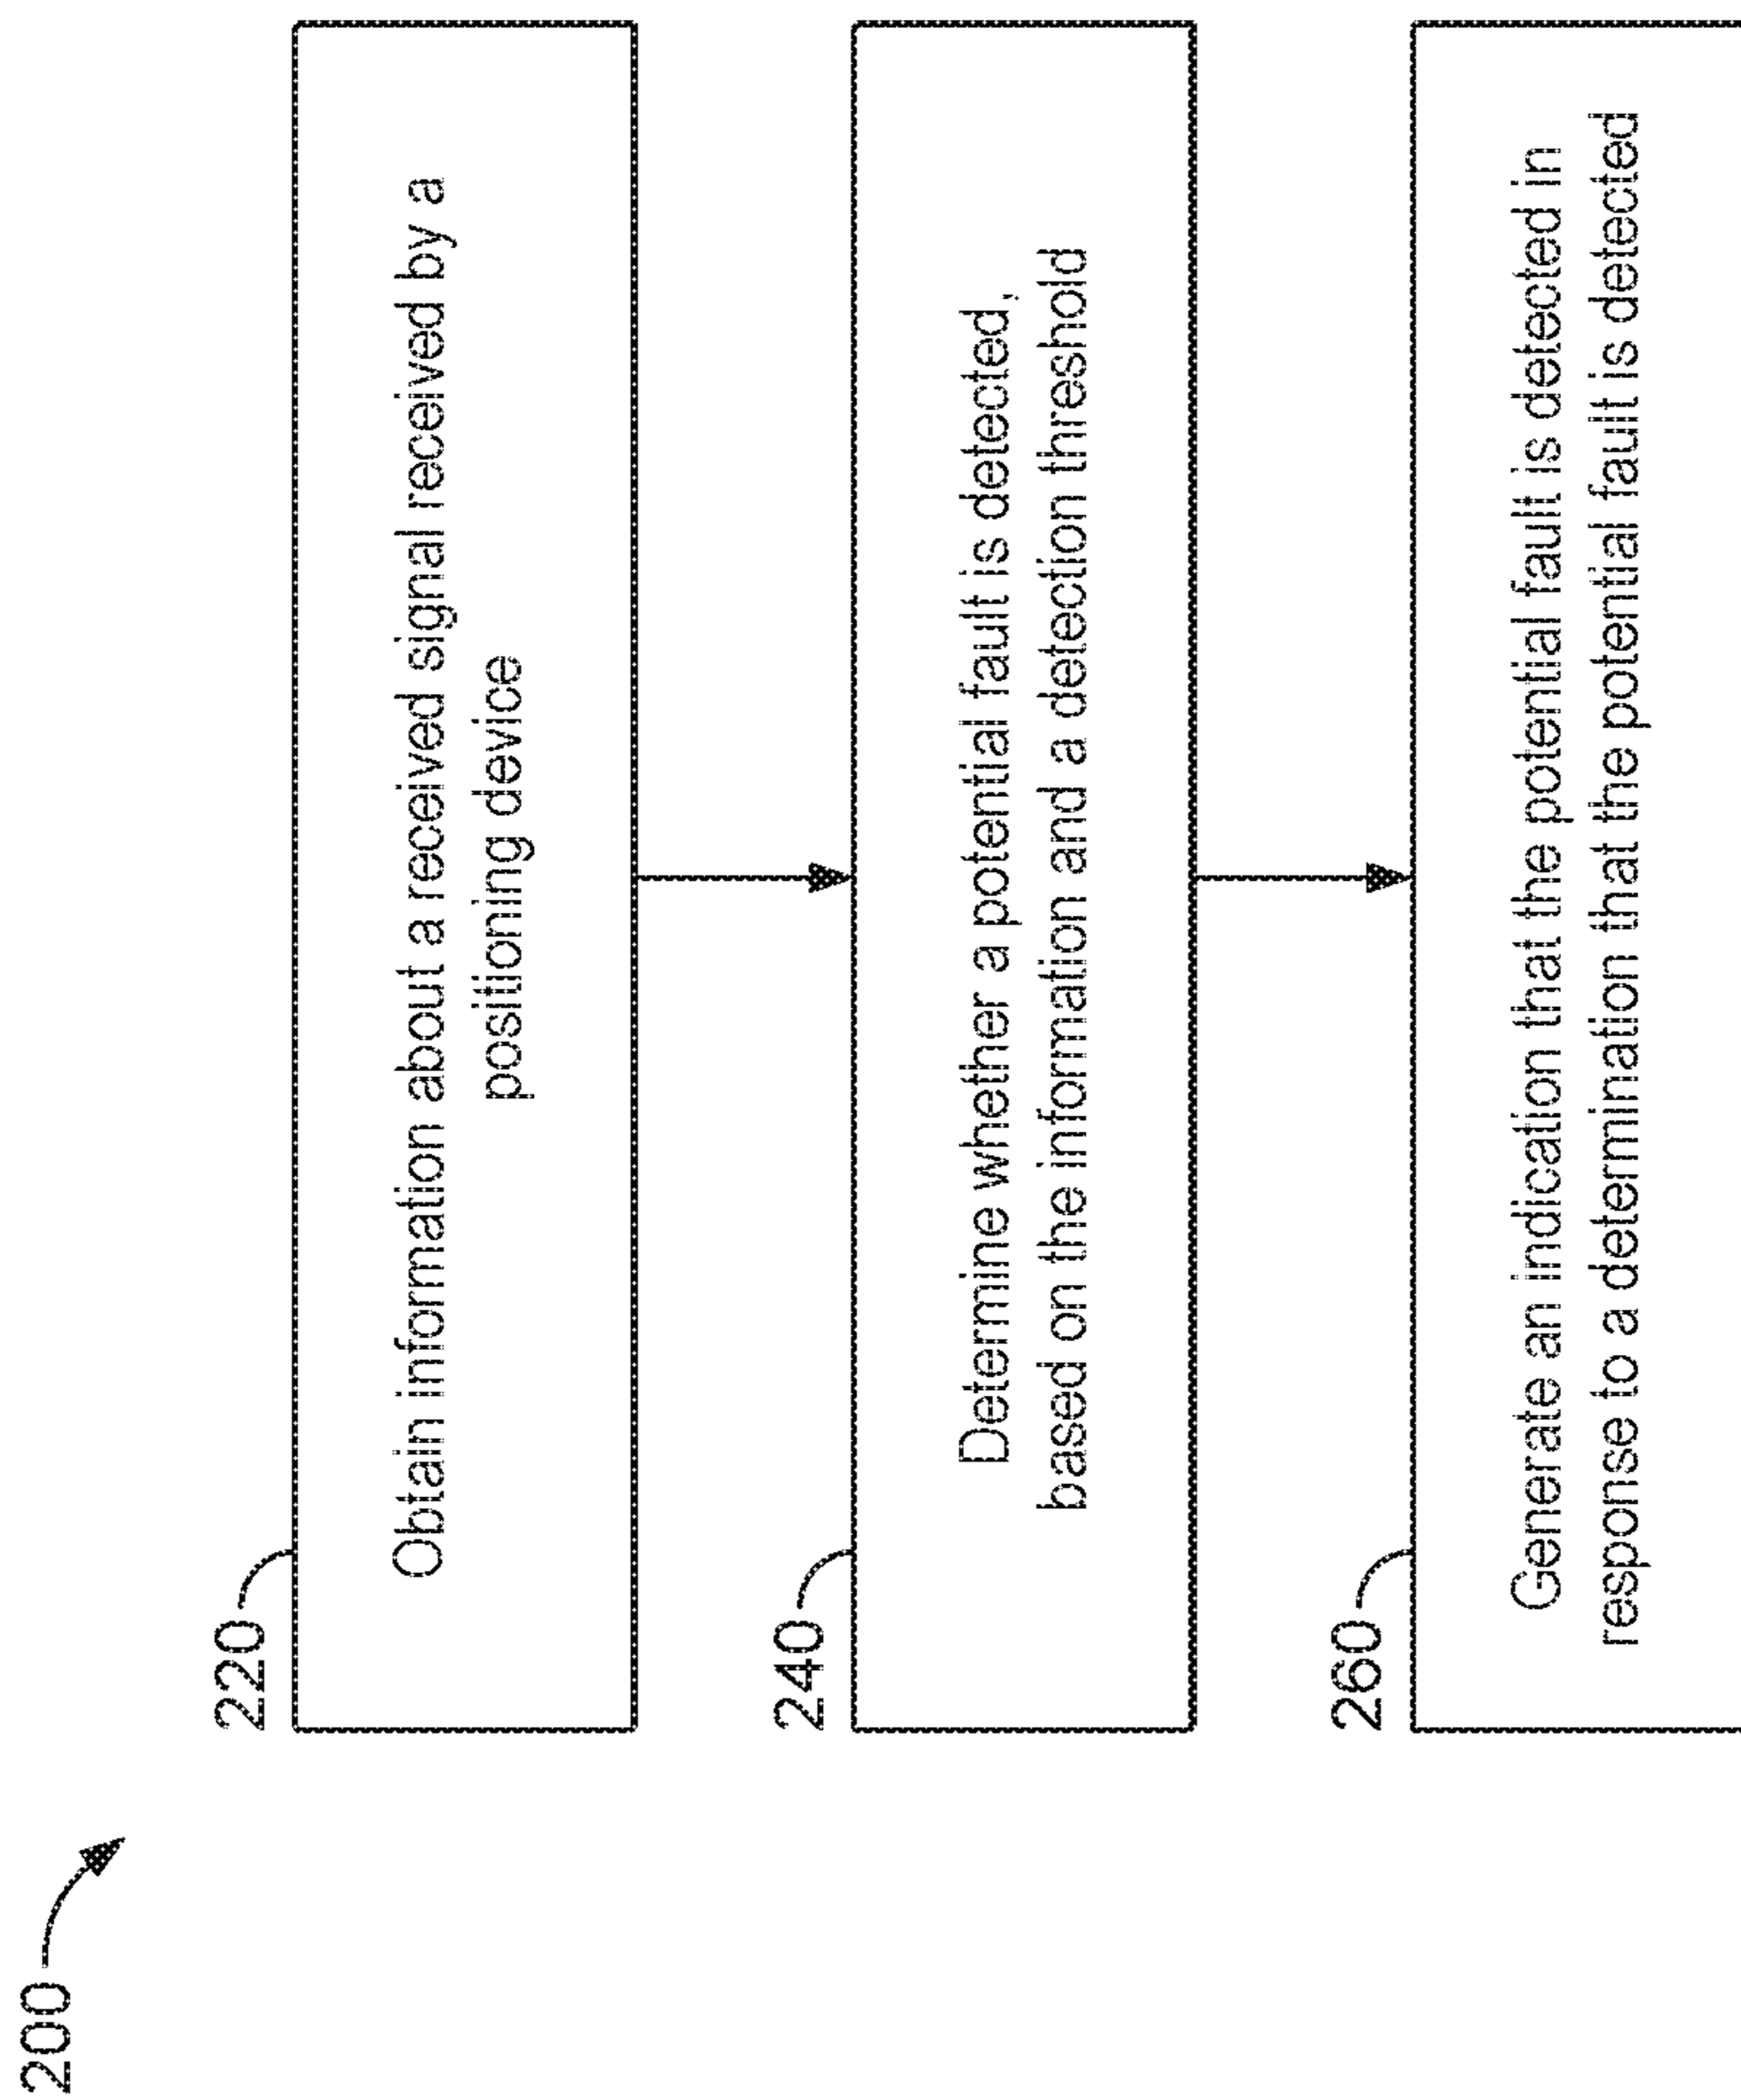 200
220
Obtain information about a received signal received by a
positioning device
240
Determine whether a potential fault is detected,
based on the information and a detection threshold
260
Generate an indication that the potential fault is detected in
response to a determination that the potential fault is detected